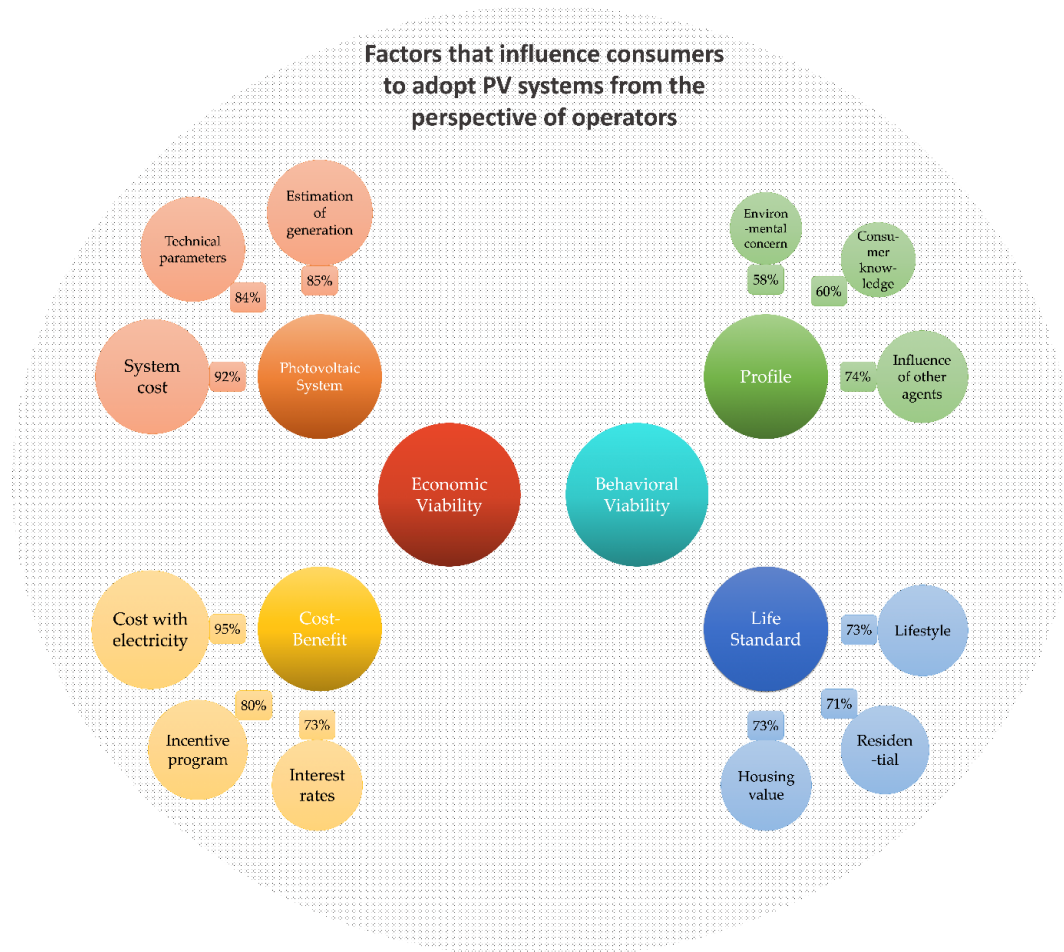 Factors that influence consumers
to adopt PV systems from the
perspective of operators
Estimation
of
generation
85%
Technical
parameters
84%
System
cost
92%
Photovoltaic
System
Economic
Viability
Environ
-mental
concern
58%
Consu-
mer
know-
ledge
60%
Profile
74%
Influence
of other
agents
Behavioral
Viability
Cost with
electricity
95%
Cost-
Benefit
80%
Incentive
program
73%
Interest
rates
Life
Standard
73%
Lifestyle
71%
Residen
-tial
73%
Housing
value